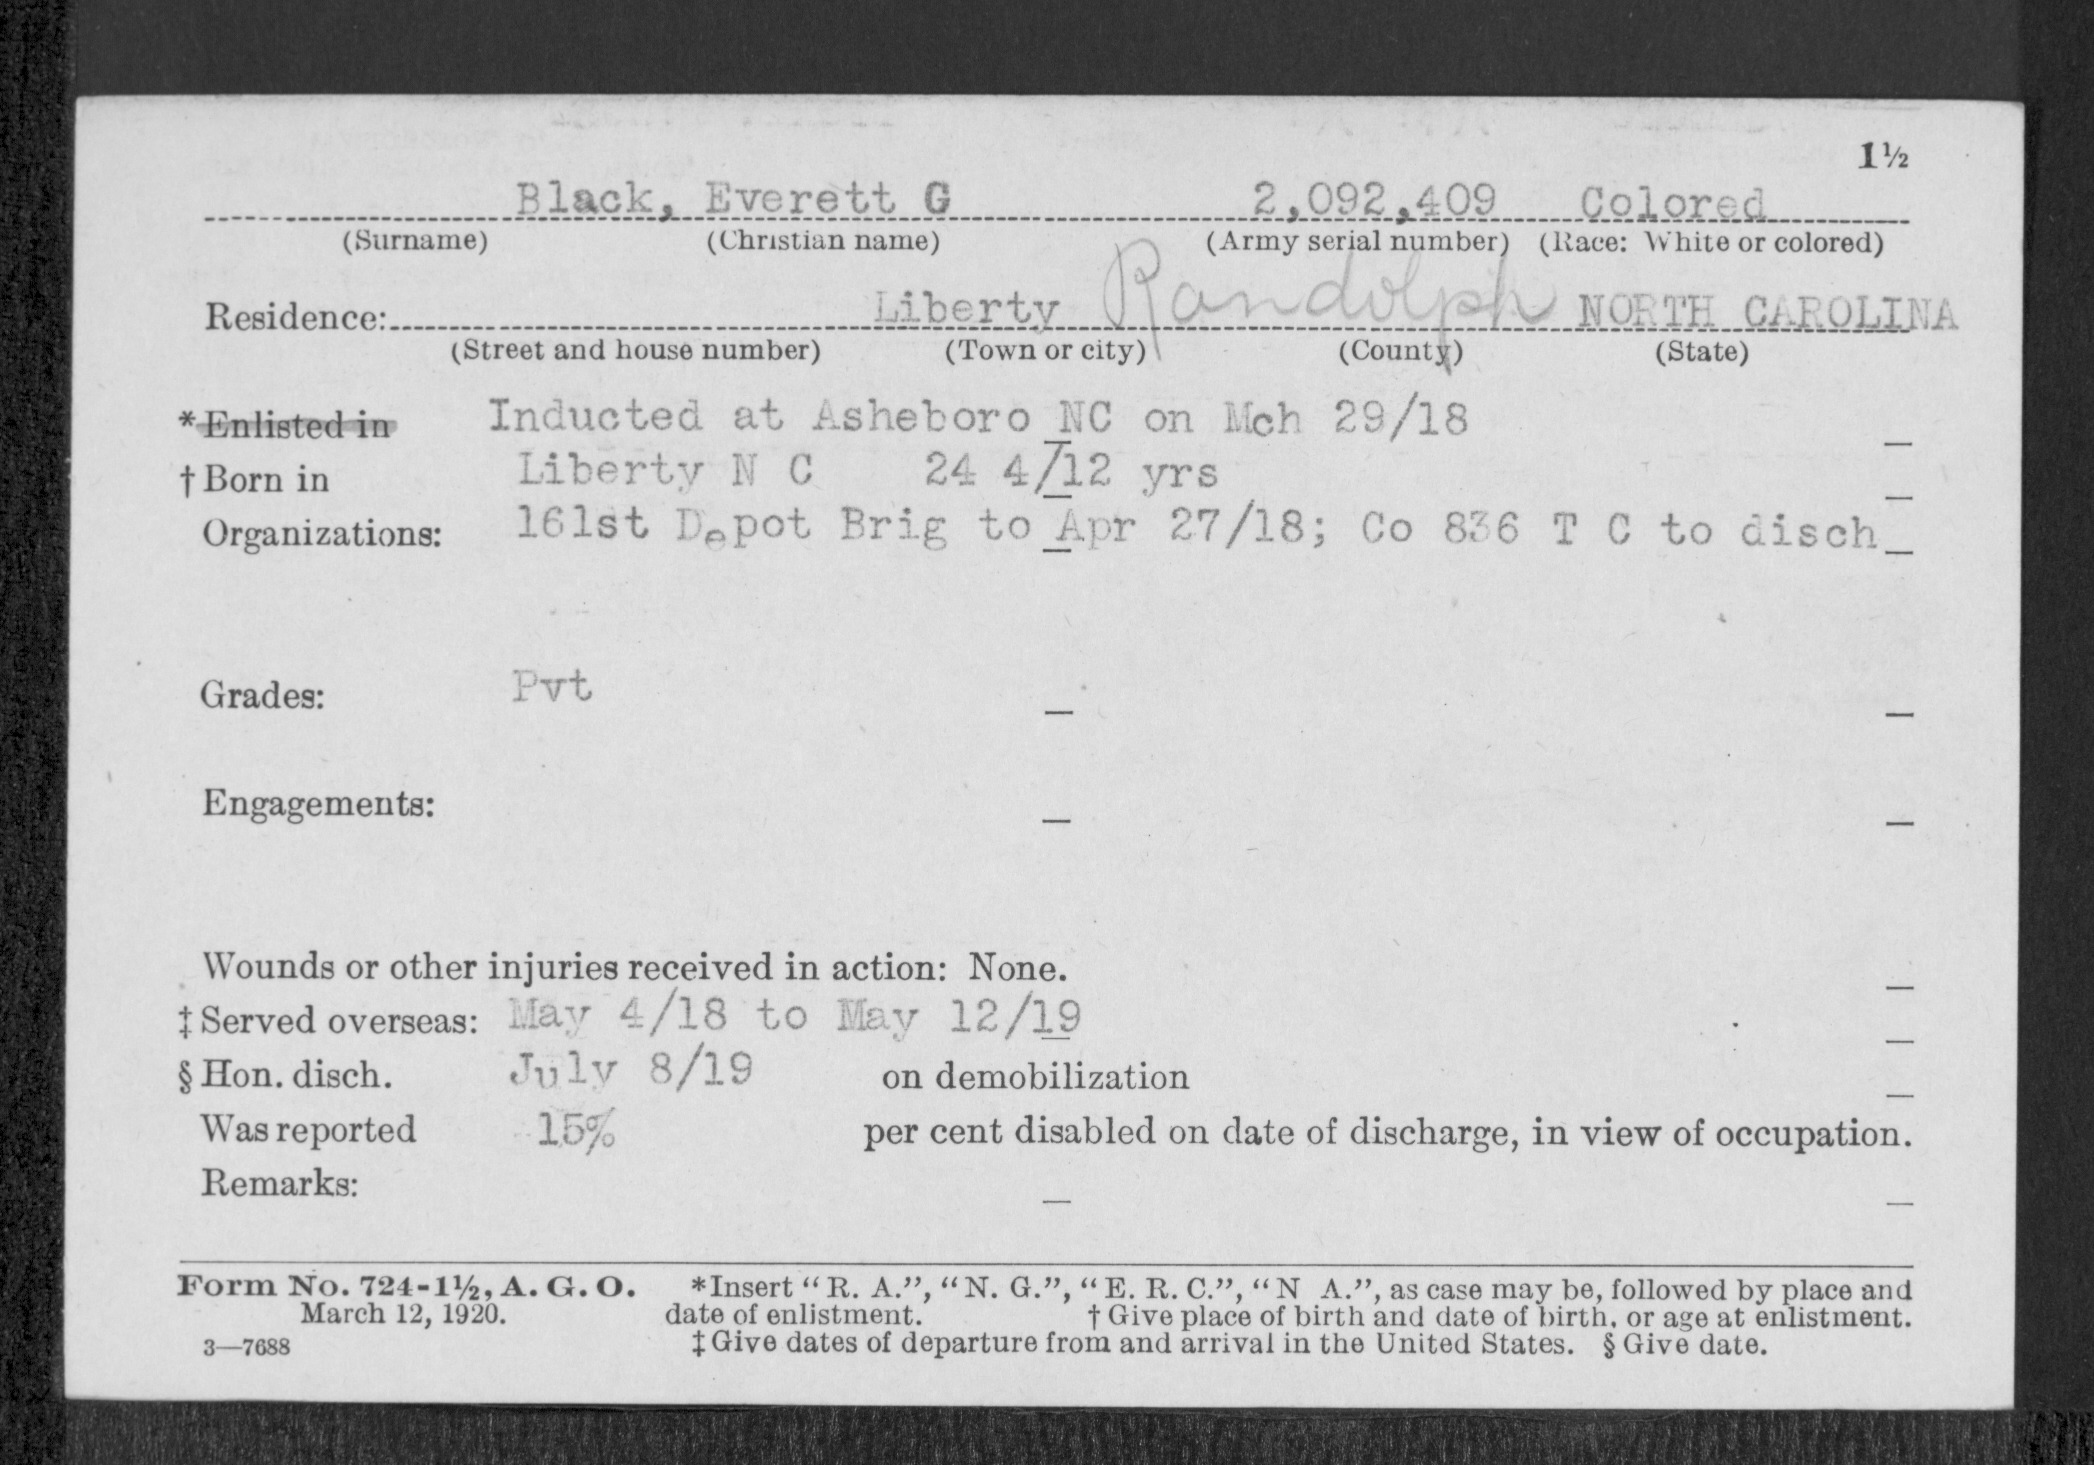 1½
Black, Everett G 2,092,409 Colored
(Surname) (Christian name) (Army serial number) (Race: White or colored)
Residence: Liberty Randolph NORTH CAROLINA
(Street and house number) (Town or city) (County) (State)
* Enlisted in Inducted at Asheboro NC on Mch 29/18
† Born in Liberty N C 24 4/12 yrs
Organizations: 161st Depot Brig to Apr 27/18; Co 836 T C to disch
Grades: Pvt
Engagements:
Wounds or other injuries received in action: None.
‡ Served overseas: May 4/18 to May 12/19
§ Hon. disch. July 8/19 on demobilization
Was reported 15% per cent disabled on date of discharge, in view of occupation.
Remarks:
Form No. 724-1½, A. G. O. *Insert "R. A.", "N. G.", "E. R. C.", "N A.", as case may be, followed by place and
March 12, 1920. date of enlistment. † Give place of birth and date of birth, or age at enlistment.
3—7688 ‡ Give dates of departure from and arrival in the United States. § Give date.